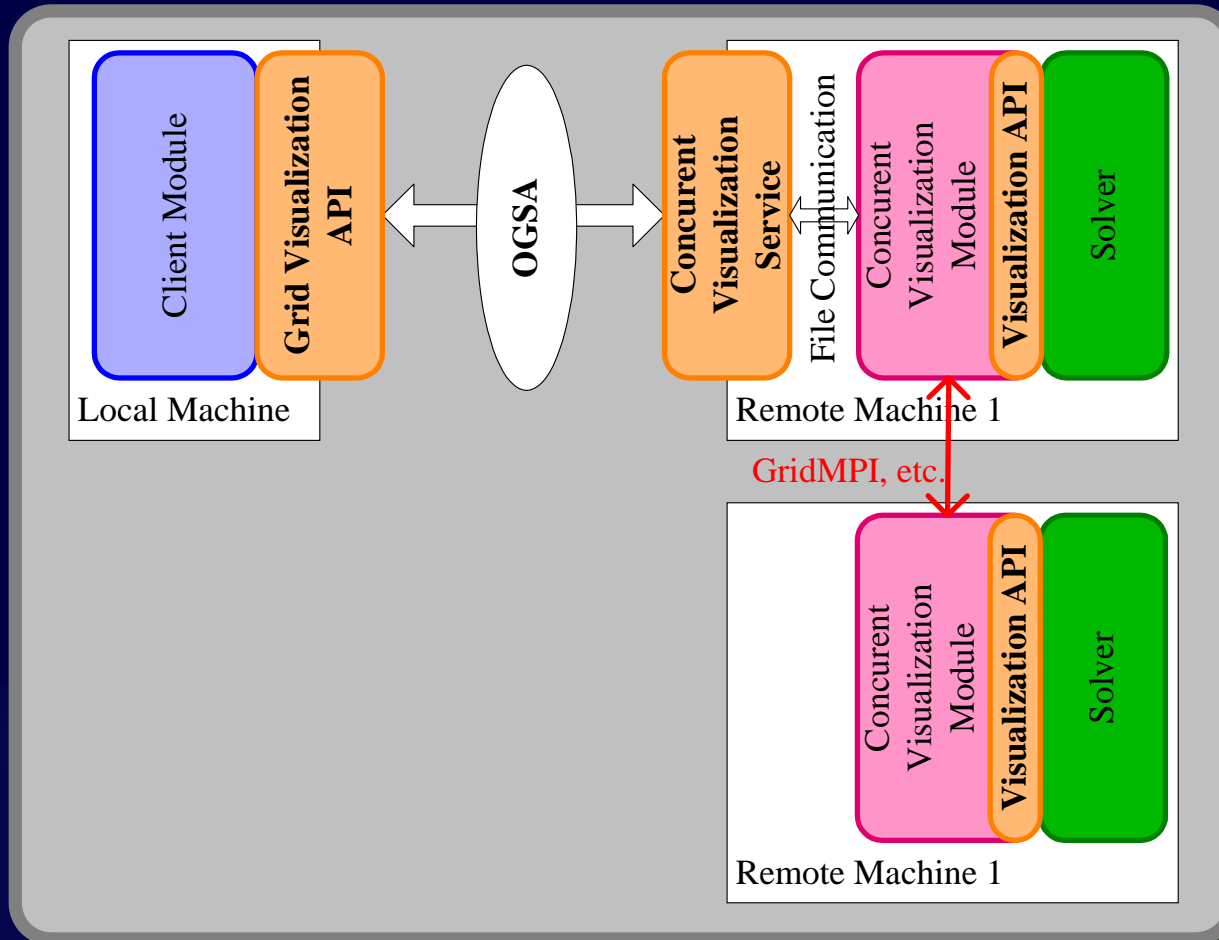 Client Module
Grid Visualization
API
Local Machine
OGSA
Concurent
Visualization
Service
File Communication
Concurent
Visualization
Module
Visualization API
Solver
Remote Machine 1
GridMPI, etc.
Concurent
Visualization
Module
Visualization API
Solver
Remote Machine 1